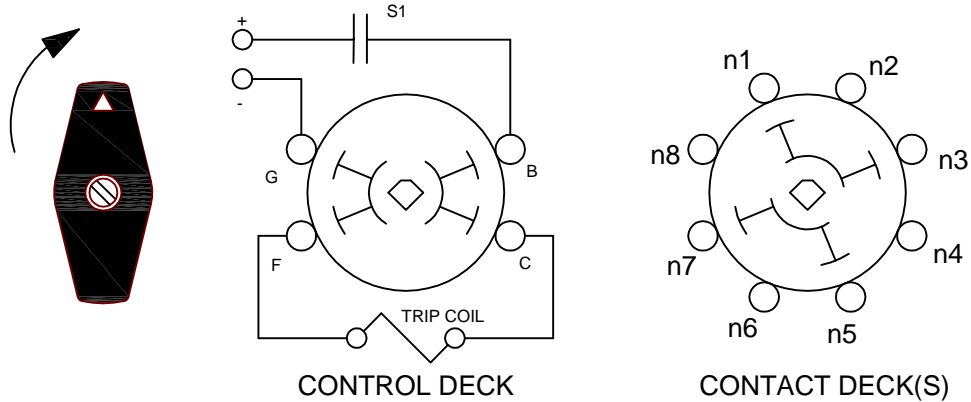 S1
+
-
G
B
F
C
TRIP COIL
CONTROL DECK
n1
n2
n8
n3
n7
n4
n6
n5
CONTACT DECK(S)